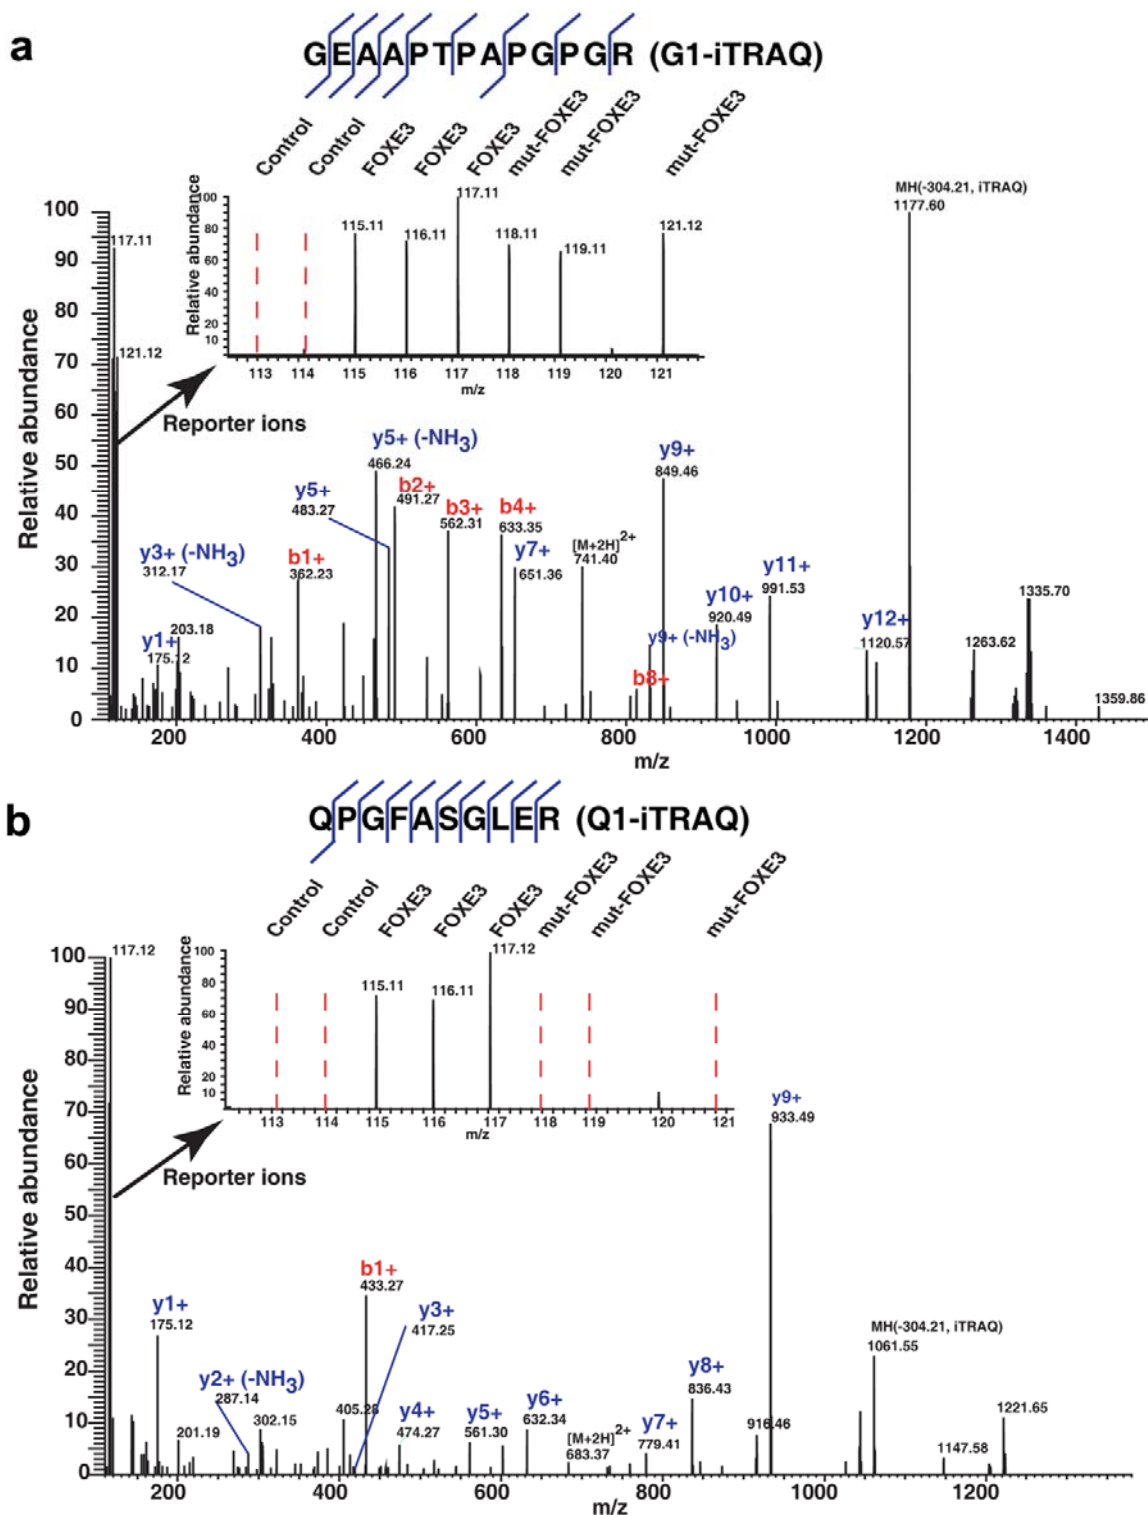 a
GEAAPTPAPGPGR (G1-iTRAQ)
Control
Control
FOXE3
FOXE3
FOXE3
mut-FOXE3
mut-FOXE3
mut-FOXE3
Relative abundance
100
90
80
70
60
50
40
30
20
10
0
117.11
121.12
Relative abundance
100
80
60
40
20
10
115.11
116.11
117.11
118.11
119.11
121.12
113 114 115 116 117 118 119 120 121
m/z
Reporter ions
MH(-304.21, iTRAQ)
1177.60
y1+
175.12
203.18
y3+ (-NH3)
312.17
b1+
362.23
y5+
483.27
y5+ (-NH3)
466.24
b2+
491.27
b3+
562.31
b4+
633.35
y7+
651.36
[M+2H]2+
741.40
b8+
y9+ (-NH3)
y9+
849.46
y10+
920.49
y11+
991.53
y12+
1120.57
1263.62
1335.70
1359.86
200 400 600 800 1000 1200 1400
m/z
b
QPGFASGLER (Q1-iTRAQ)
Control
Control
FOXE3
FOXE3
FOXE3
mut-FOXE3
mut-FOXE3
mut-FOXE3
Relative abundance
100
90
80
70
60
50
40
30
20
10
0
117.12
Relative abundance
100
80
60
40
20
10
115.11
116.11
117.12
113 114 115 116 117 118 119 120 121
m/z
Reporter ions
y1+
175.12
201.19
y2+ (-NH3)
287.14
302.15
405.28
b1+
433.27
y3+
417.25
y4+
474.27
y5+
561.30
y6+
632.34
[M+2H]2+
683.37
y7+
779.41
y8+
836.43
916.46
y9+
933.49
MH(-304.21, iTRAQ)
1061.55
1147.58
1221.65
200 400 600 800 1000 1200
m/z